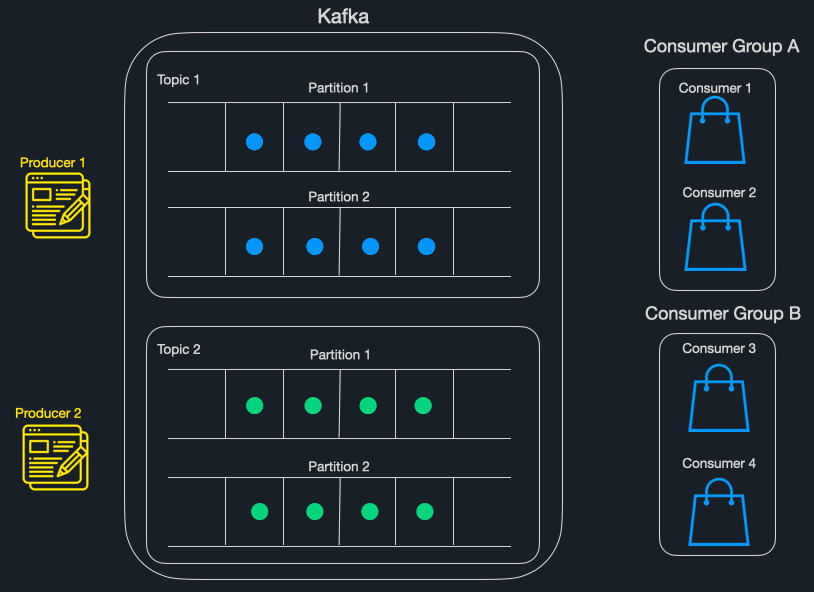 Kafka
Topic 1
Partition 1
Partition 2
Topic 2
Partition 1
Partition 2
Producer 1
Producer 2
Consumer Group A
Consumer 1
Consumer 2
Consumer Group B
Consumer 3
Consumer 4